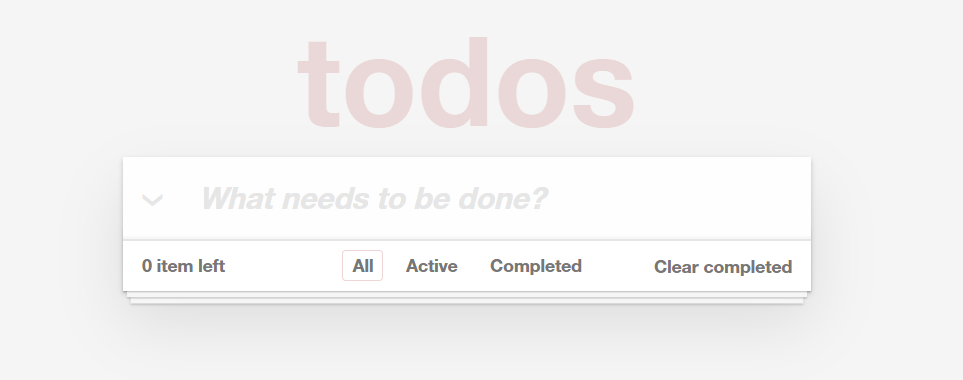 todos
What needs to be done?
0 item left All Active Completed Clear completed